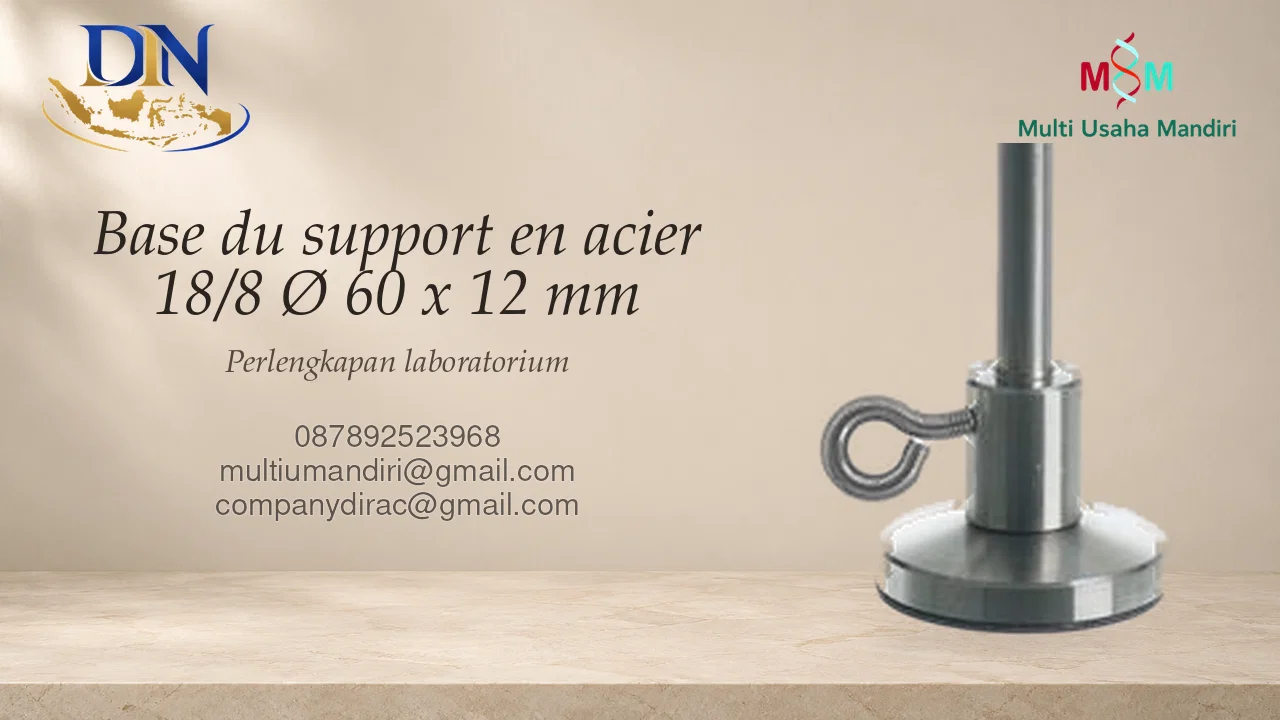 DIN
M M
Multi Usaha Mandiri
Base du support en acier
18/8 Ø 60 x 12 mm
Perlengkapan laboratorium
087892523968
multiumandiri@gmail.com
companydirac@gmail.com